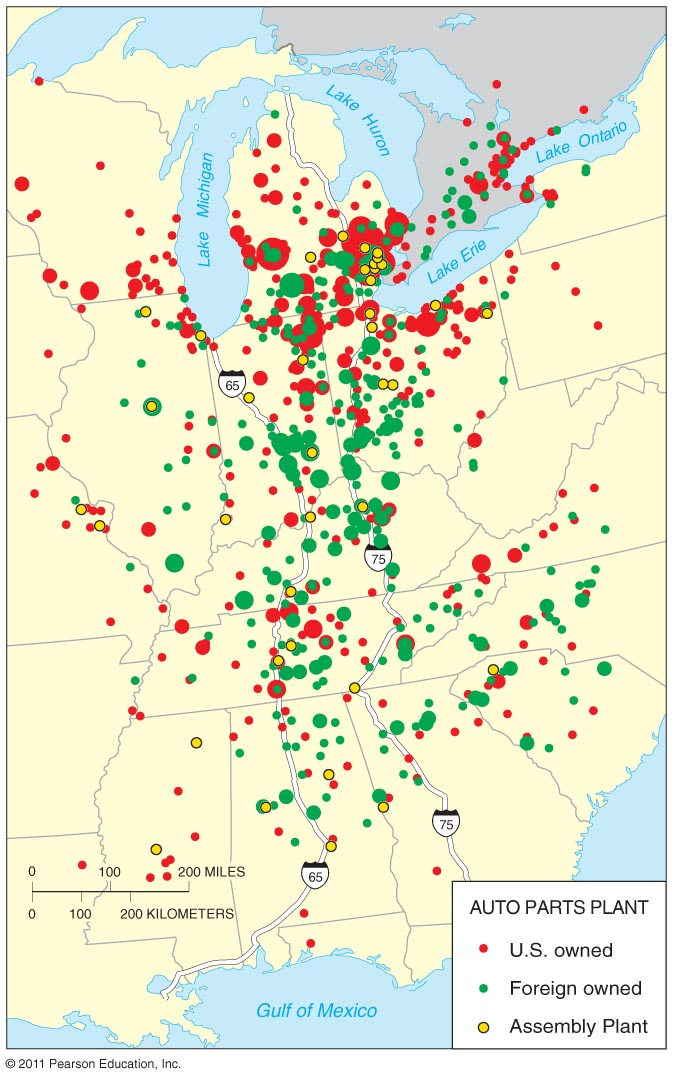 Lake Huron
Lake Ontario
Lake Michigan
Lake Erie
65
75
75
65
0 100 200 MILES
0 100 200 KILOMETERS
Gulf of Mexico
AUTO PARTS PLANT
U.S. owned
Foreign owned
Assembly Plant
© 2011 Pearson Education, Inc.